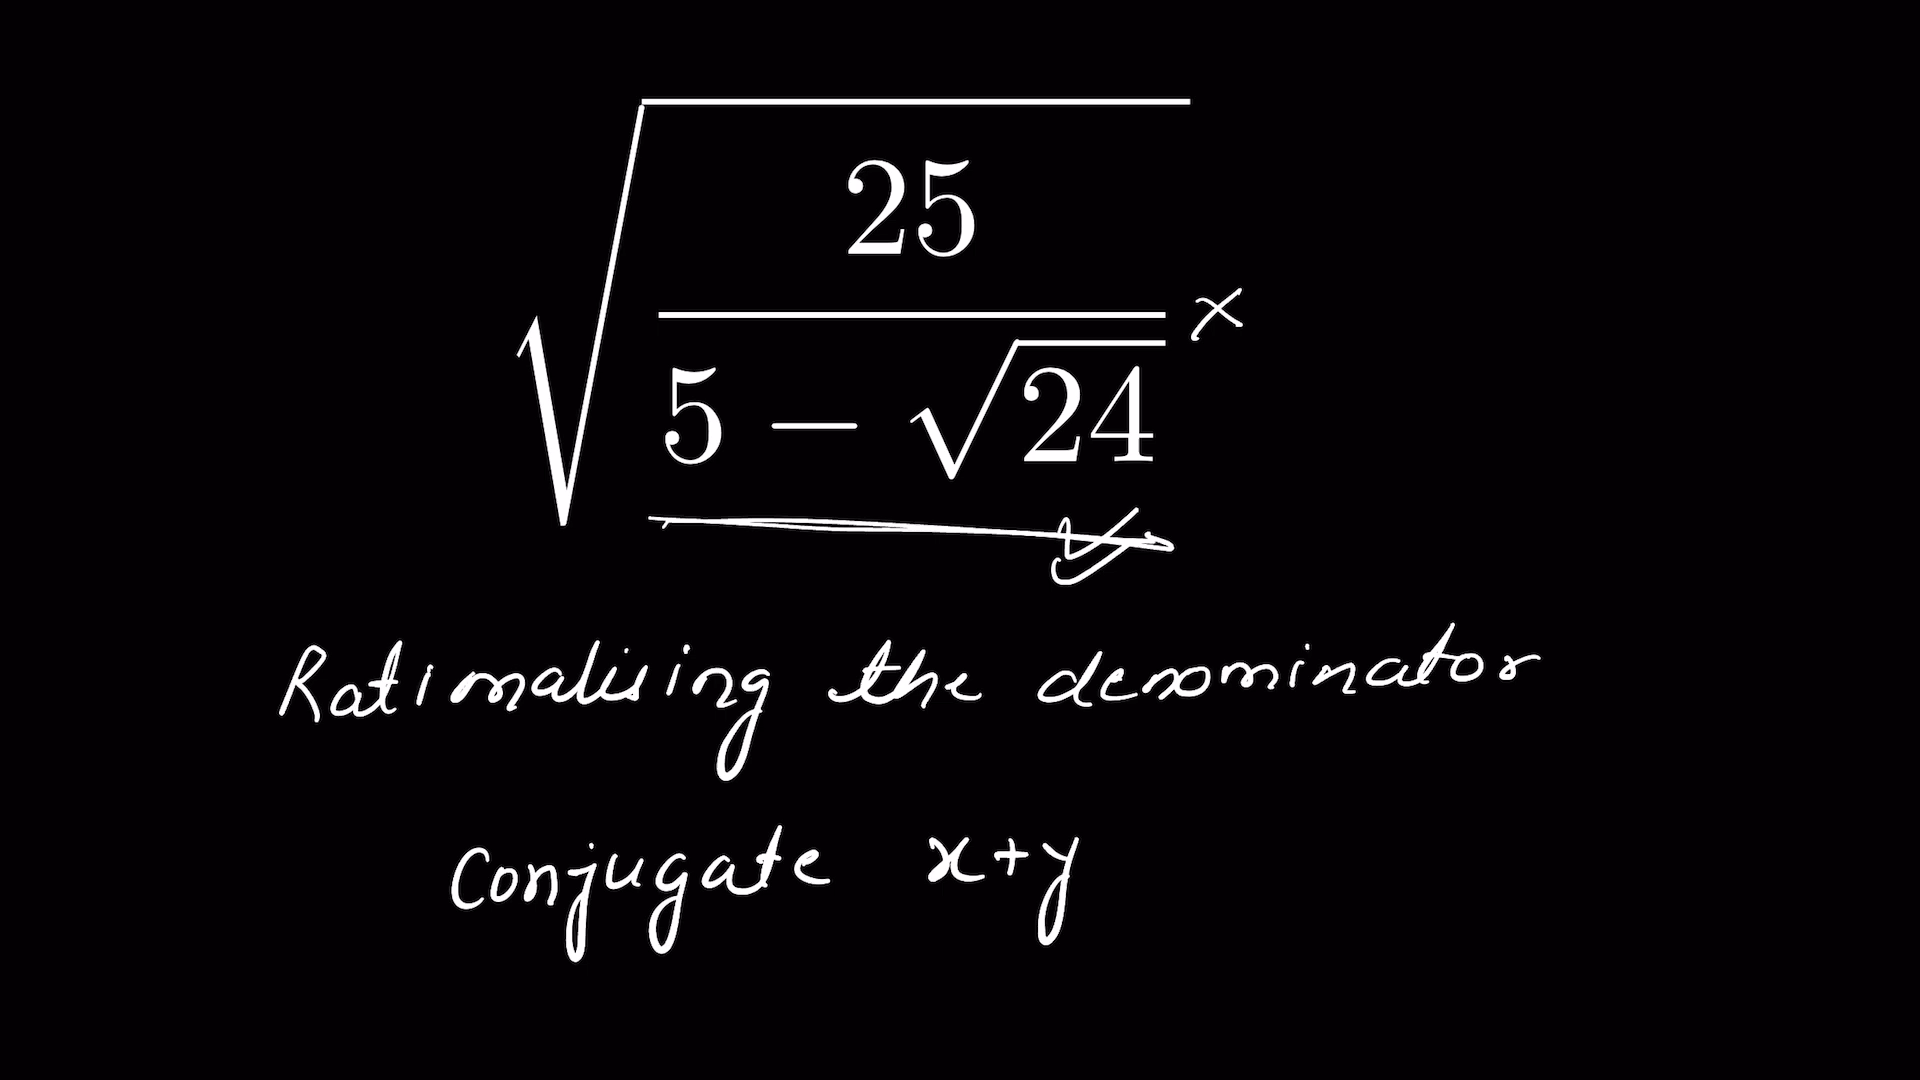 √(25 / (5 − √24)) ×
Rationalising the denominator
Conjugate x+y